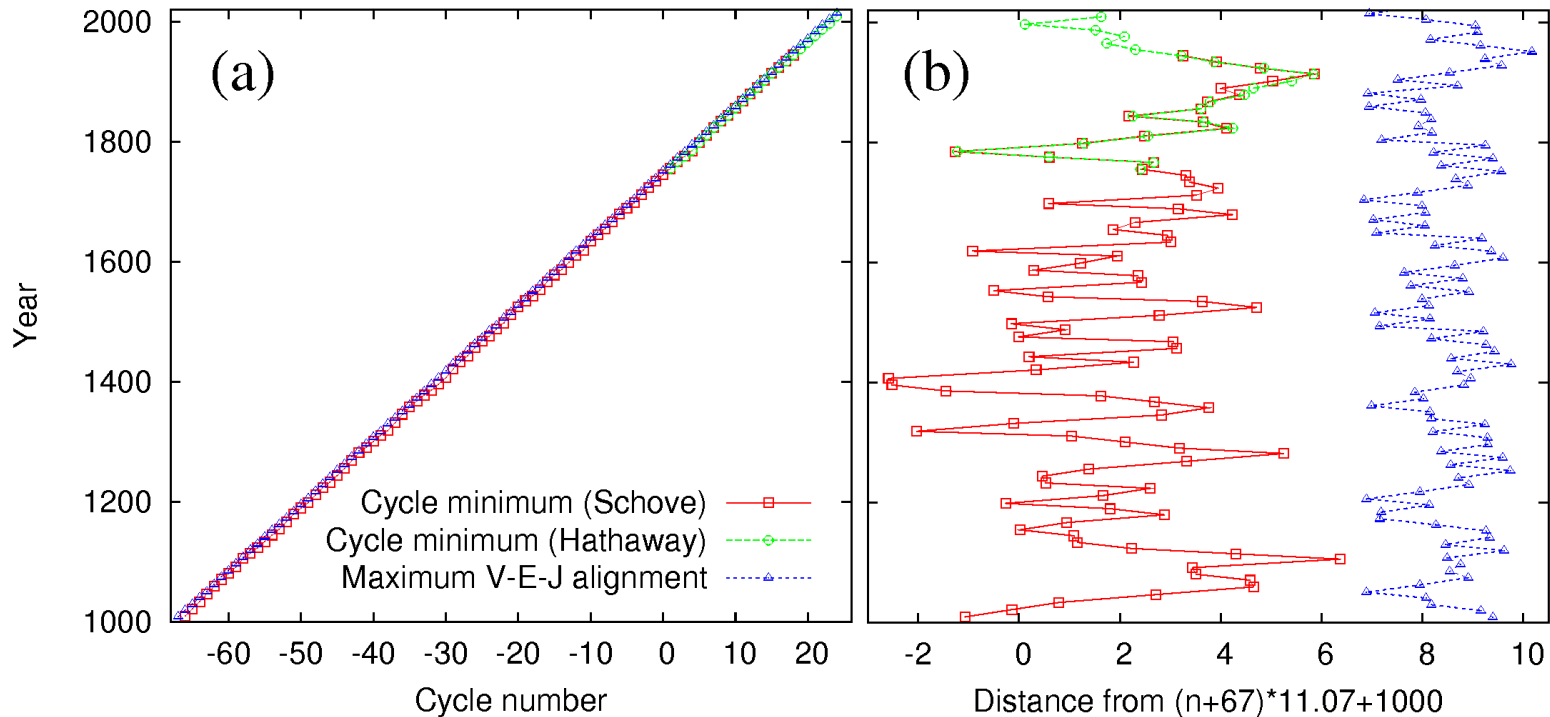 (a)
Year
2000
1800
1600
1400
1200
1000
Cycle minimum (Schove)
Cycle minimum (Hathaway)
Maximum V-E-J alignment
-60 -50 -40 -30 -20 -10 0 10 20
Cycle number
(b)
-2 0 2 4 6 8 10
Distance from (n+67)*11.07+1000